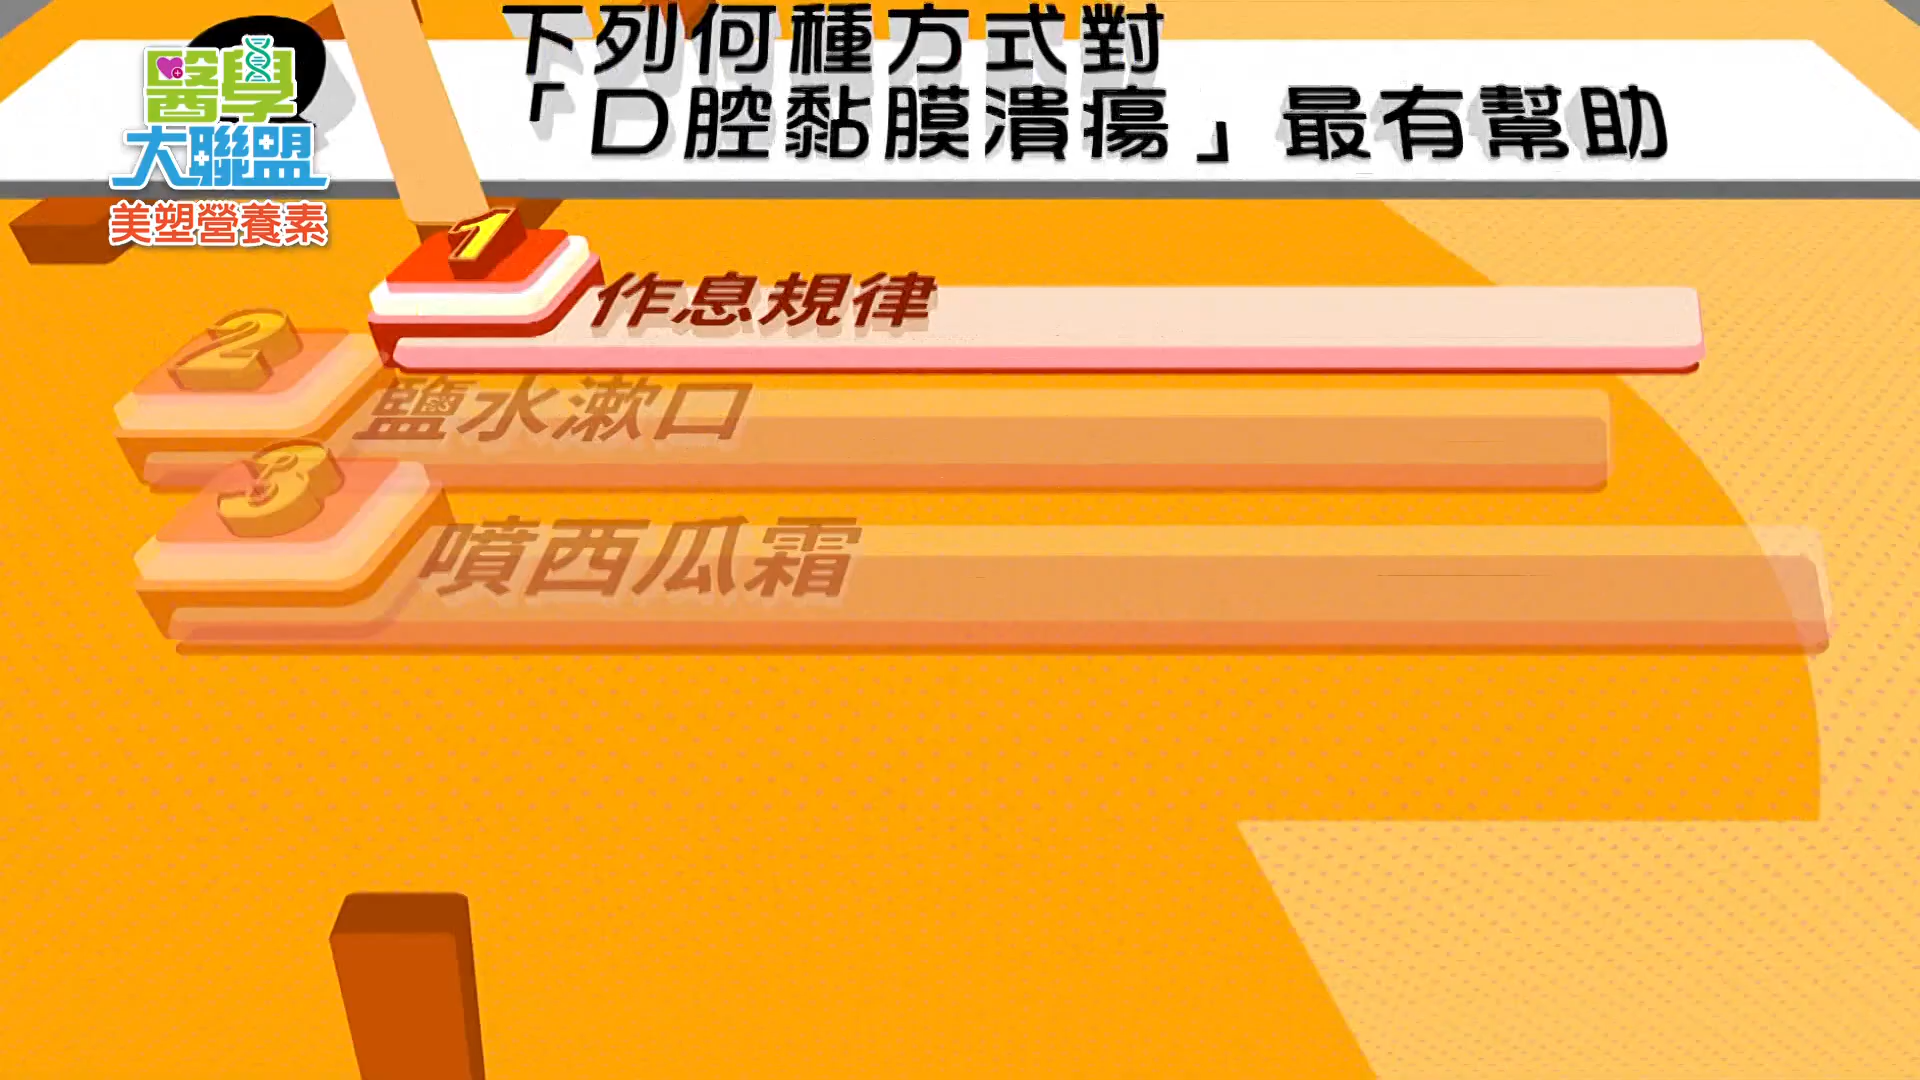 下列何種方式對
「口腔黏膜潰瘍」最有幫助
醫學
大聯盟
美塑營養素
1 作息規律
2 鹽水漱口
3 噴西瓜霜